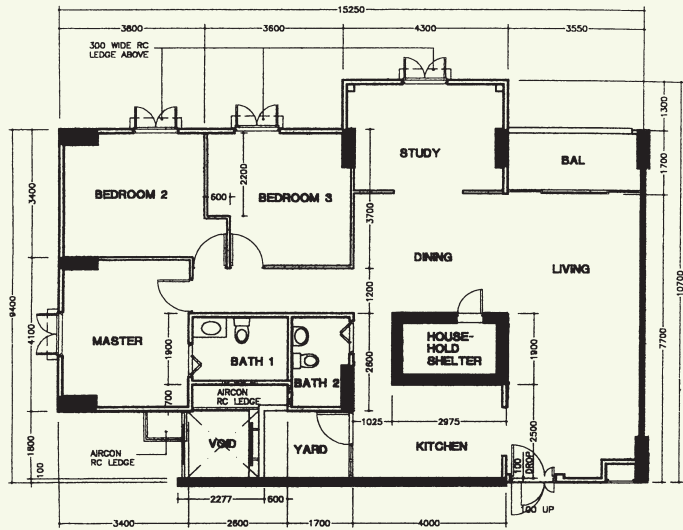 15250
3800
3600
4300
3550
300 WIDE RC
LEDGE ABOVE
1300
STUDY
BAL
1700
BEDROOM 2
2200
600
BEDROOM 3
3400
3700
9400
DINING
LIVING
10700
1200
4100
MASTER
1900
BATH 1
2600
HOUSE-
HOLD
SHELTER
1900
7700
BATH 2
700
AIRCON
RC LEDGE
1025
2975
1800
VOID
YARD
KITCHEN
2500
AIRCON
RC LEDGE
100
100
DROP
2277
600
100 UP
3400
2600
1700
4000